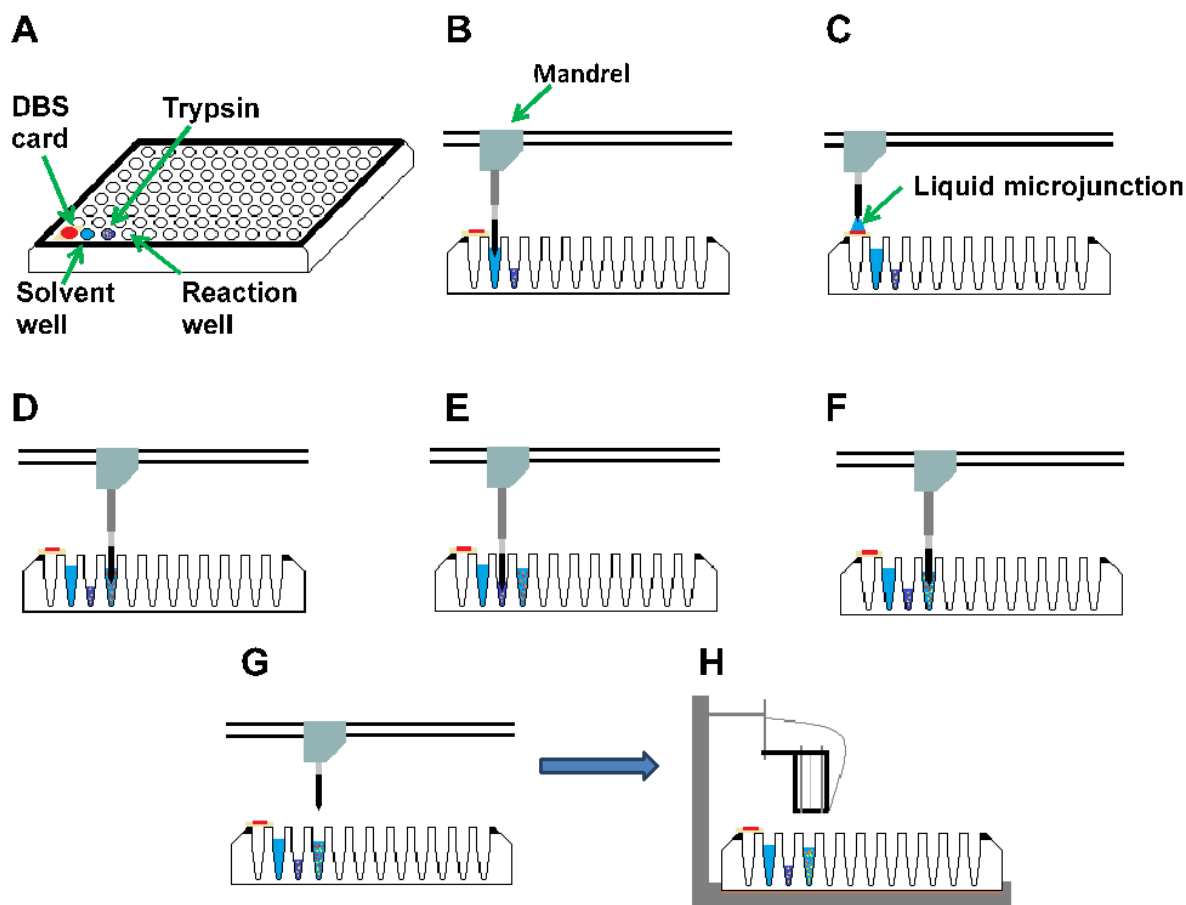 A
DBS
card
Trypsin
Solvent
well
Reaction
well
B
Mandrel
C
Liquid microjunction
D
E
F
G
H